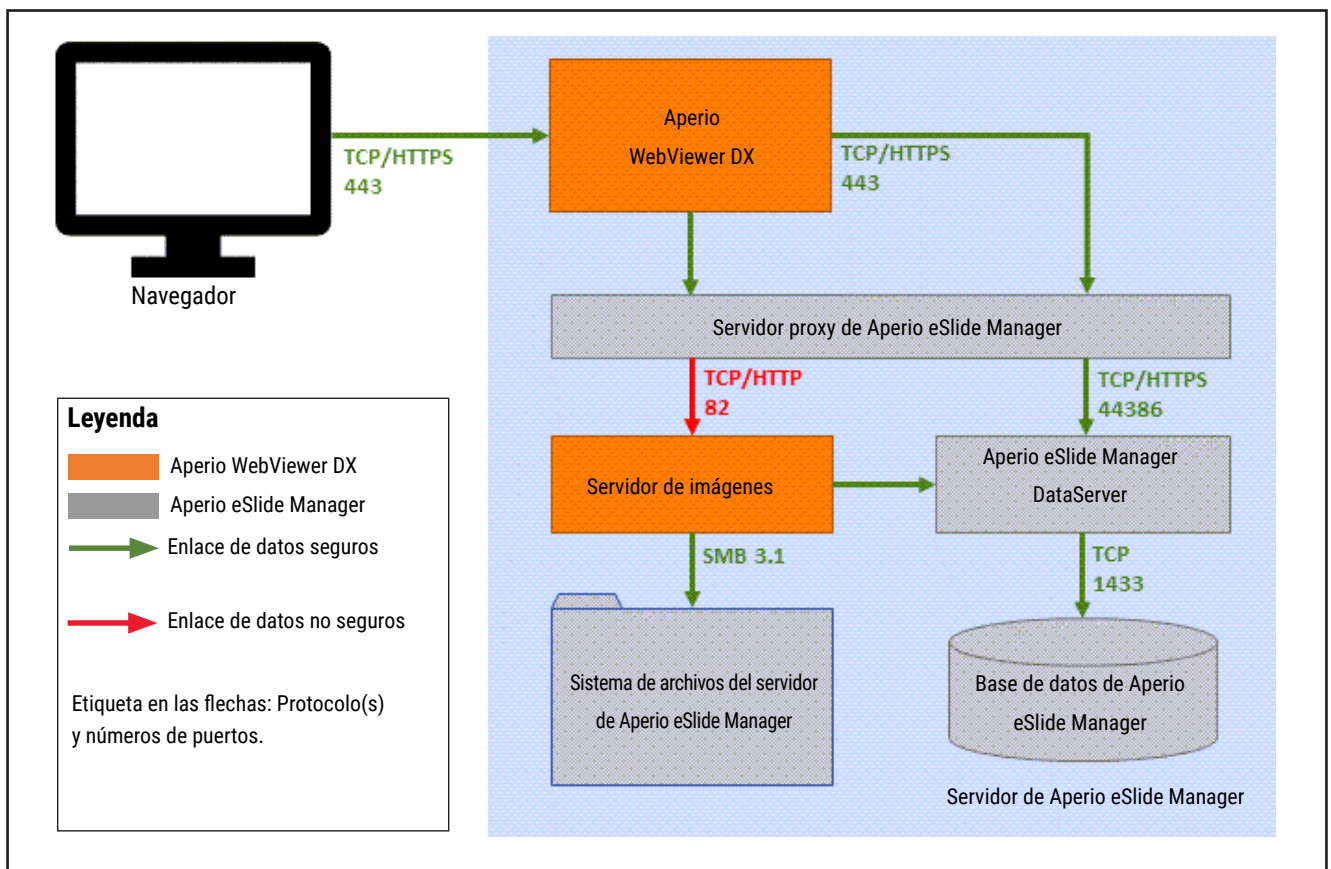 Aperio
WebViewer DX
TCP/HTTPS
443
TCP/HTTPS
443
Navegador
Servidor proxy de Aperio eSlide Manager
TCP/HTTP
82
TCP/HTTPS
44386
Leyenda
Aperio WebViewer DX
Aperio eSlide Manager
Enlace de datos seguros
Enlace de datos no seguros
Etiqueta en las flechas: Protocolo(s)
y números de puertos.
Servidor de imágenes
Aperio eSlide Manager
DataServer
SMB 3.1
TCP
1433
Sistema de archivos del servidor
de Aperio eSlide Manager
Base de datos de Aperio
eSlide Manager
Servidor de Aperio eSlide Manager